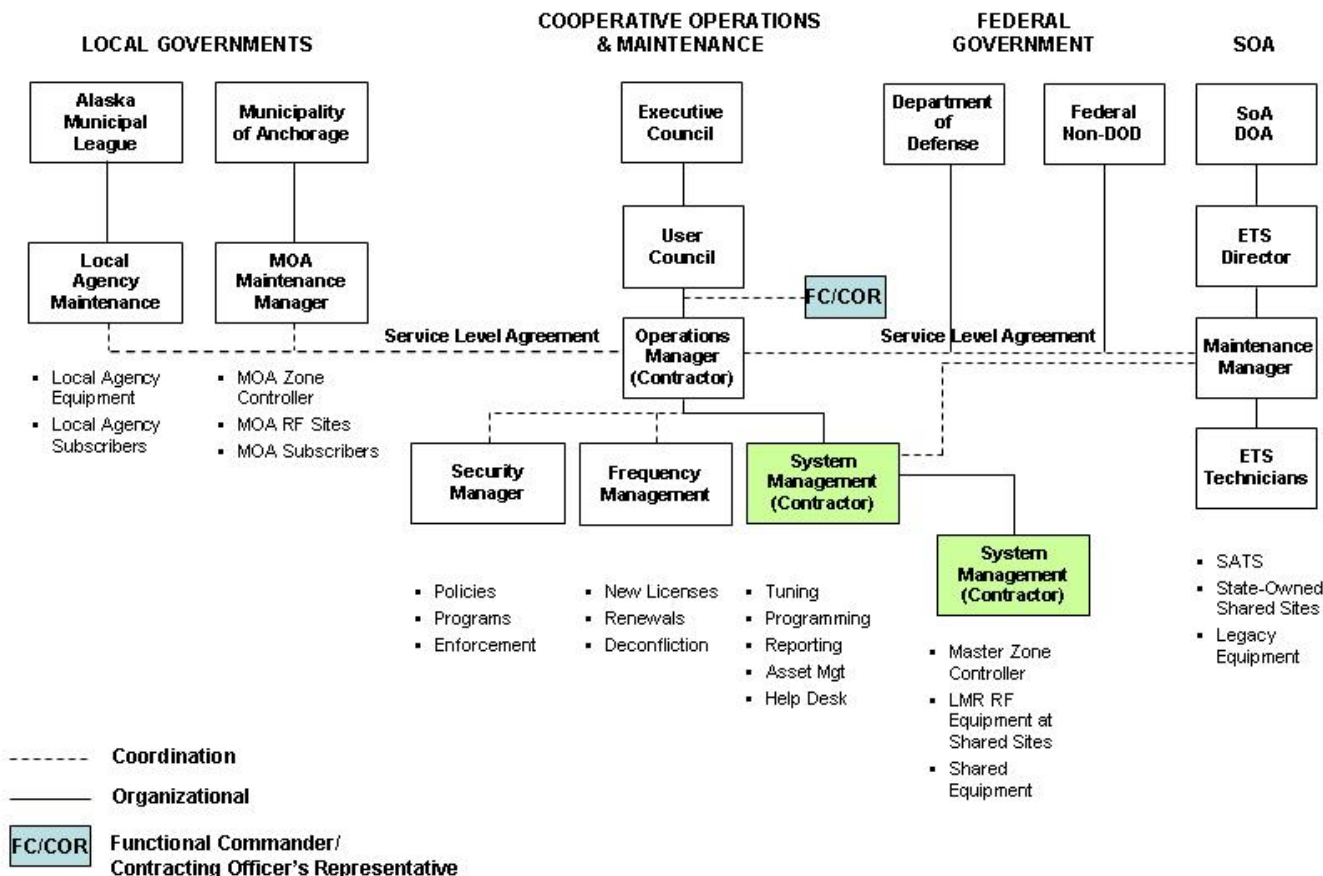 LOCAL GOVERNMENTS
COOPERATIVE OPERATIONS
& MAINTENANCE
FEDERAL
GOVERNMENT
SOA
Alaska
Municipal
League
Municipality
of Anchorage
Executive
Council
Department
of
Defense
Federal
Non-DOD
SoA
DOA
Local
Agency
Maintenance
MOA
Maintenance
Manager
User
Council
ETS
Director
FC/COR
Service Level Agreement
Operations
Manager
(Contractor)
Service Level Agreement
Maintenance
Manager
▪ Local Agency
Equipment
▪ Local Agency
Subscribers
▪ MOA Zone
Controller
▪ MOA RF Sites
▪ MOA Subscribers
Security
Manager
Frequency
Management
System
Management
(Contractor)
ETS
Technicians
System
Management
(Contractor)
▪ Policies
▪ Programs
▪ Enforcement
▪ New Licenses
▪ Renewals
▪ Deconfliction
▪ Tuning
▪ Programming
▪ Reporting
▪ Asset Mgt
▪ Help Desk
▪ Master Zone
Controller
▪ LMR RF
Equipment at
Shared Sites
▪ Shared
Equipment
▪ SATS
▪ State-Owned
Shared Sites
▪ Legacy
Equipment
Coordination
Organizational
FC/COR
Functional Commander/
Contracting Officer's Representative